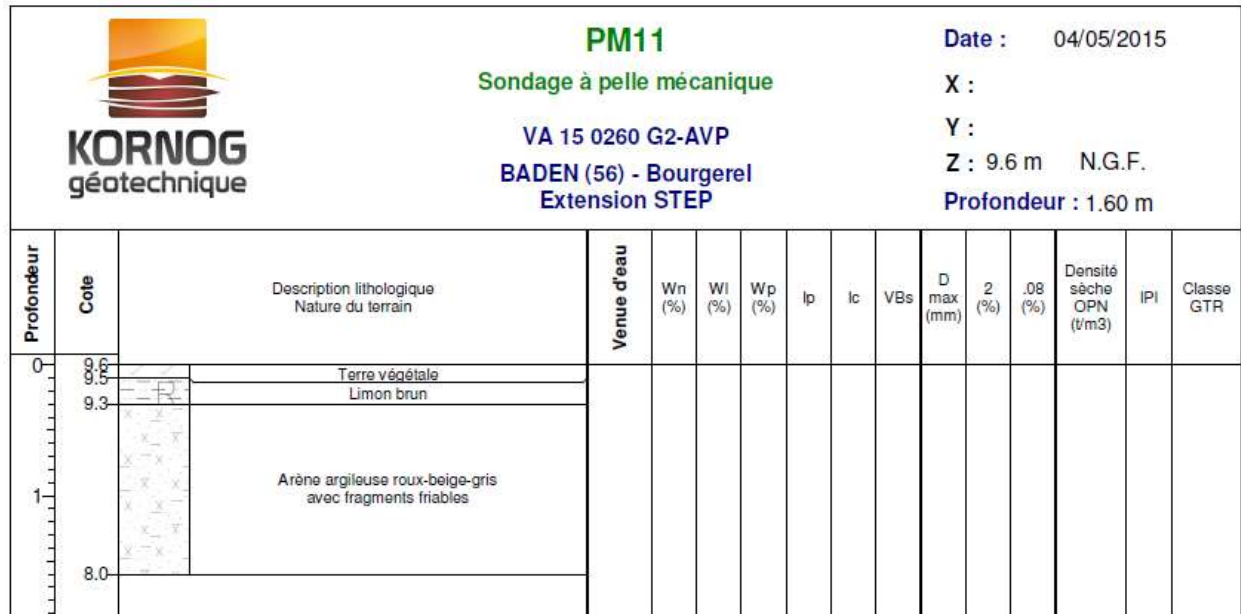 KORNOG
géotechnique
PM11
Sondage à pelle mécanique
VA 15 0260 G2-AVP
BADEN (56) - Bourgerel
Extension STEP
Date : 04/05/2015
X :
Y :
Z : 9.6 m N.G.F.
Profondeur : 1.60 m
Profondeur
Cote
Description lithologique
Nature du terrain
Venue d'eau
Wn
(%)
Wl
(%)
Wp
(%)
Ip
Ic
VBs
D
max
(mm)
2
(%)
.08
(%)
Densité
sèche
OPN
(t/m3)
IPI
Classe
GTR
0
9.6
Terre végétale
9.5
R
Limon brun
9.3
Arène argileuse roux-beige-gris
avec fragments friables
1
8.0